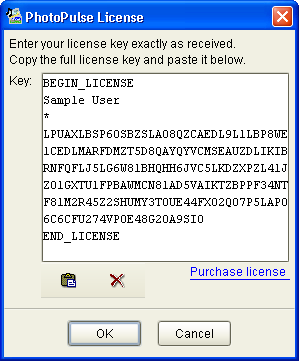 PhotoPulse License
Enter your license key exactly as received.
Copy the full license key and paste it below.
Key:
BEGIN_LICENSE
Sample User
*
LPUAXLBSP60SBZSLA08QZCAEDL9L1LBP8WE
1CEDLMARFDMZT5D8QAYQYVCMSEAUZDLIKIB
RNFQFLJ5LG6W81BHQHH6JVC5LKDZXPZL41J
Z01GXTU1FPBAWMCN81AD5VAIKTZBPPF34NT
F81M2R45Z2SHUMY3TOUE44FX02Q07P5LAP0
6C6CFU274VP0E48G20A9SI0
END_LICENSE
Purchase license
OK
Cancel